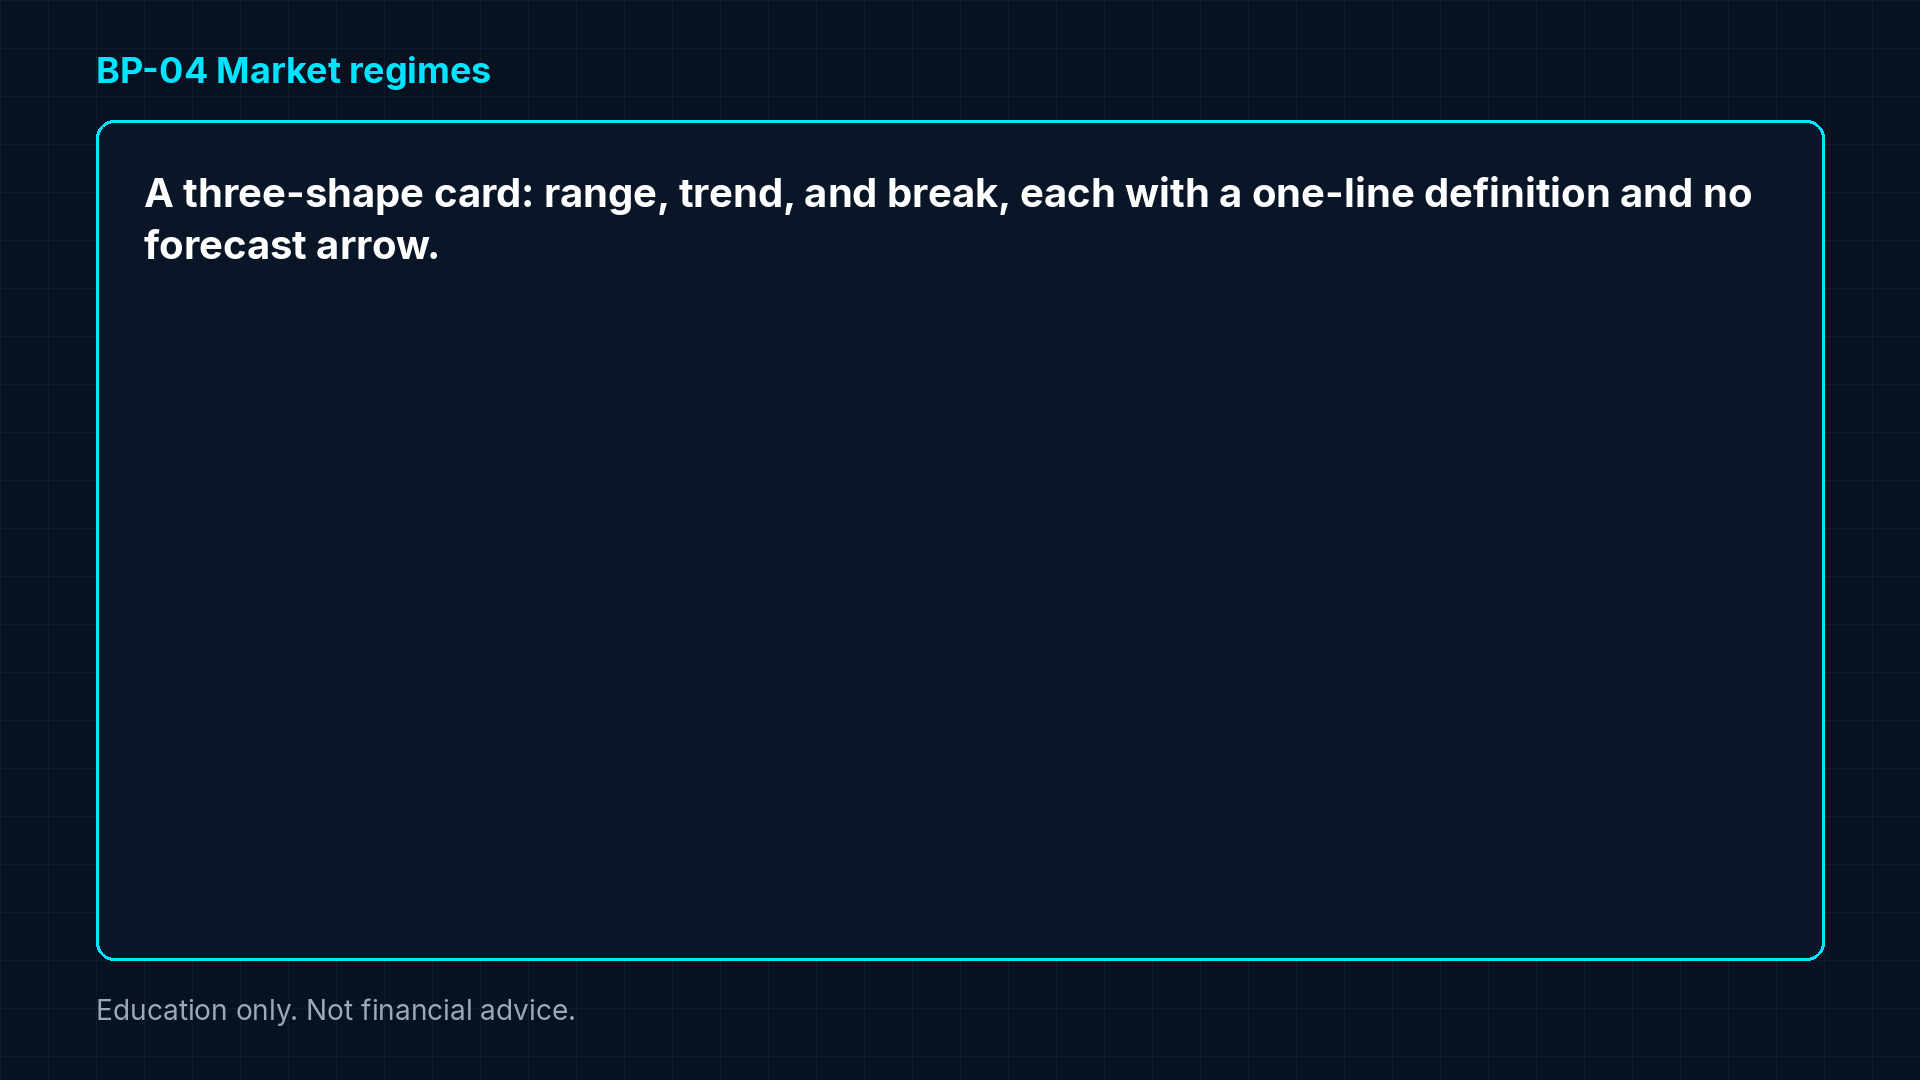 BP-04 Market regimes
A three-shape card: range, trend, and break, each with a one-line definition and no
forecast arrow.
Education only. Not financial advice.